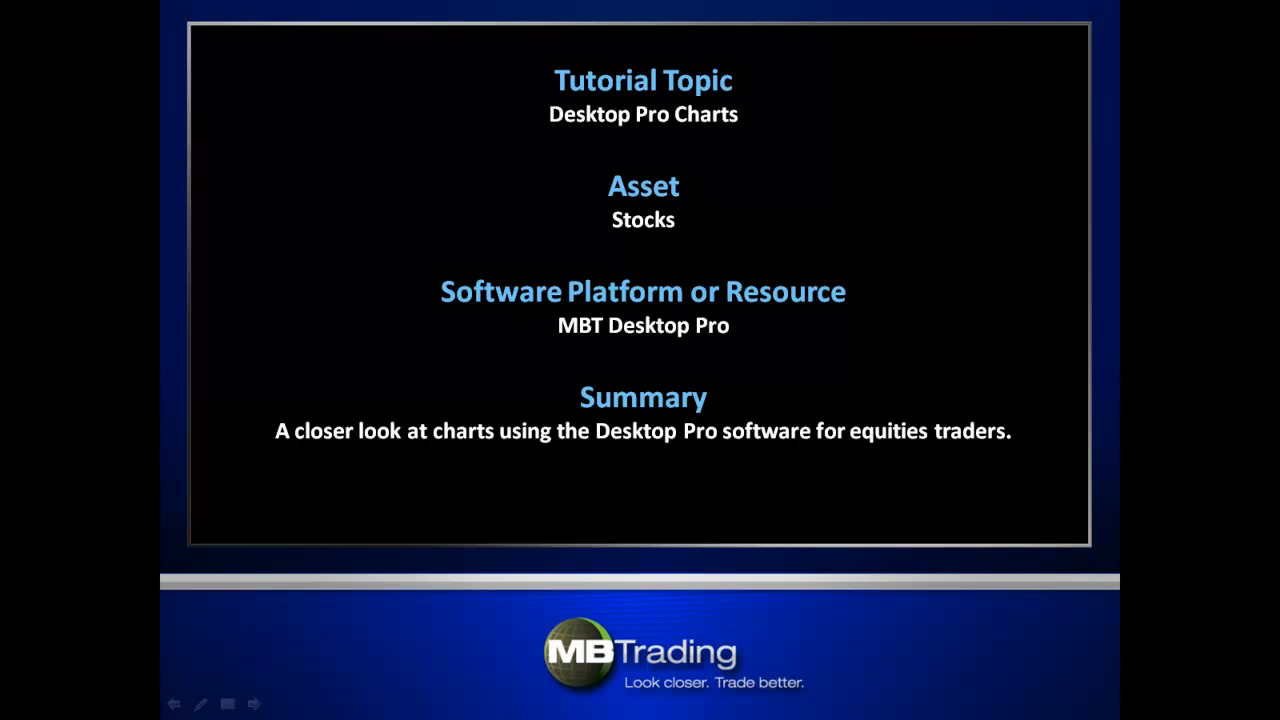 Tutorial Topic
Desktop Pro Charts
Asset
Stocks
Software Platform or Resource
MBT Desktop Pro
Summary
A closer look at charts using the Desktop Pro software for equities traders.
MBTrading
Look closer. Trade better.